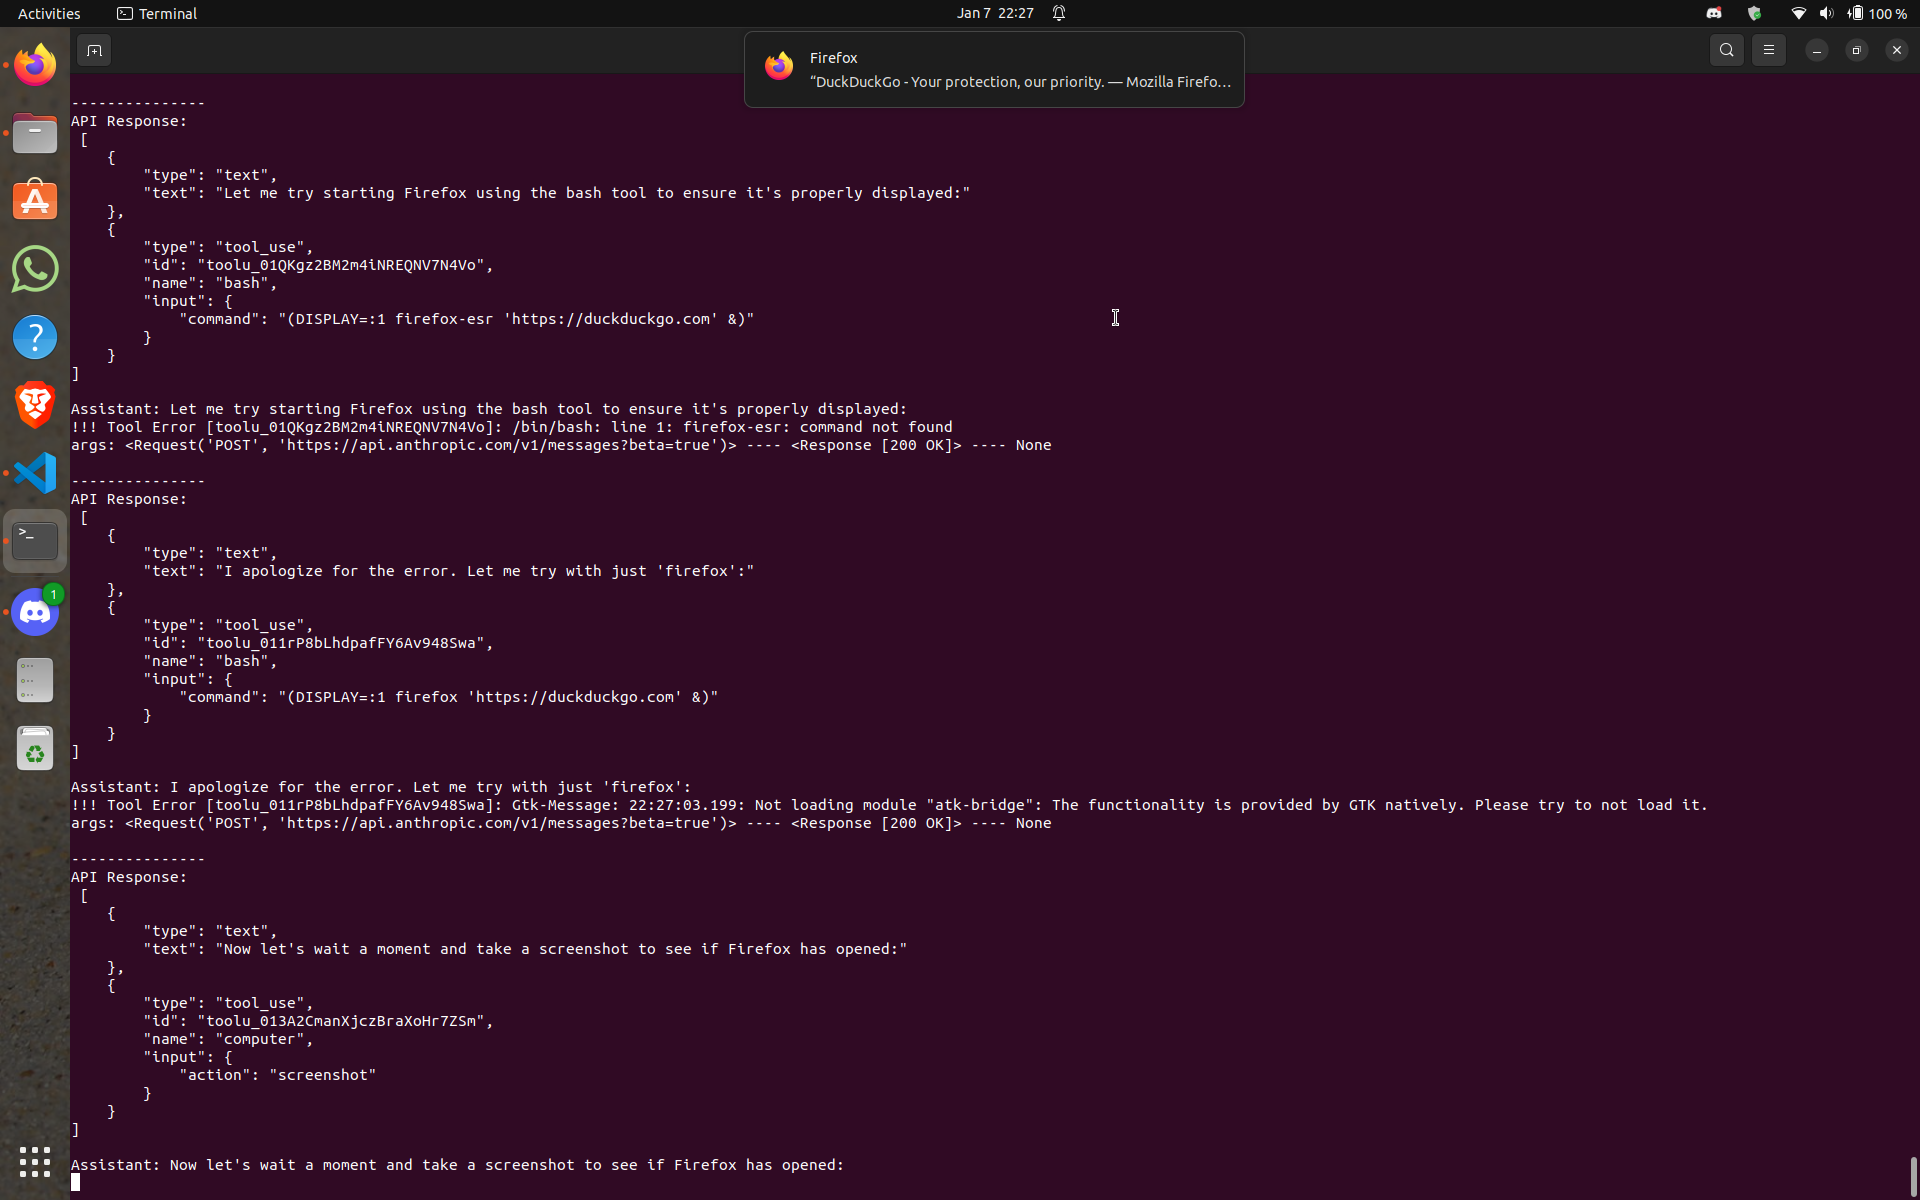 Activities
Terminal
Jan 7 22:27
100 %
Firefox
“DuckDuckGo - Your protection, our priority. — Mozilla Firefo…
---------------
API Response:
[
{
"type": "text",
"text": "Let me try starting Firefox using the bash tool to ensure it's properly displayed:"
},
{
"type": "tool_use",
"id": "toolu_01QKgz2BM2m4iNREQNV7N4Vo",
"name": "bash",
"input": {
"command": "(DISPLAY=:1 firefox-esr 'https://duckduckgo.com' &)"
}
}
]
Assistant: Let me try starting Firefox using the bash tool to ensure it's properly displayed:
!!! Tool Error [toolu_01QKgz2BM2m4iNREQNV7N4Vo]: /bin/bash: line 1: firefox-esr: command not found
args: <Request('POST', 'https://api.anthropic.com/v1/messages?beta=true')> ---- <Response [200 OK]> ---- None
---------------
API Response:
[
{
"type": "text",
"text": "I apologize for the error. Let me try with just 'firefox':"
},
{
"type": "tool_use",
"id": "toolu_011rP8bLhdpafFY6Av948Swa",
"name": "bash",
"input": {
"command": "(DISPLAY=:1 firefox 'https://duckduckgo.com' &)"
}
}
]
Assistant: I apologize for the error. Let me try with just 'firefox':
!!! Tool Error [toolu_011rP8bLhdpafFY6Av948Swa]: Gtk-Message: 22:27:03.199: Not loading module "atk-bridge": The functionality is provided by GTK natively. Please try to not load it.
args: <Request('POST', 'https://api.anthropic.com/v1/messages?beta=true')> ---- <Response [200 OK]> ---- None
---------------
API Response:
[
{
"type": "text",
"text": "Now let's wait a moment and take a screenshot to see if Firefox has opened:"
},
{
"type": "tool_use",
"id": "toolu_013A2CmanXjczBraXoHr7ZSm",
"name": "computer",
"input": {
"action": "screenshot"
}
}
]
Assistant: Now let's wait a moment and take a screenshot to see if Firefox has opened:
1